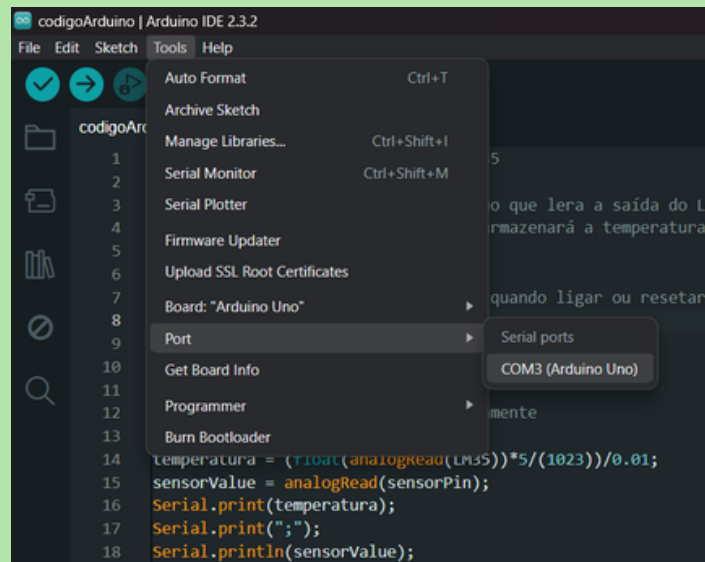 codigoArduino | Arduino IDE 2.3.2
File Edit Sketch Tools Help
codigoArd
Auto Format Ctrl+T
Archive Sketch
Manage Libraries... Ctrl+Shift+I
Serial Monitor Ctrl+Shift+M
Serial Plotter
Firmware Updater
Upload SSL Root Certificates
Board: "Arduino Uno"
Port
Get Board Info
Programmer
Burn Bootloader
Serial ports
COM3 (Arduino Uno)
1 5
2
3 o que lera a saída do L
4 rmazenará a temperatura
5
6
7 quando ligar ou resetar
8
9
10
11
12 mente
13
14 temperatura = (float(analogRead(LM35))*5/(1023))/0.01;
15 sensorValue = analogRead(sensorPin);
16 Serial.print(temperatura);
17 Serial.print(";");
18 Serial.println(sensorValue);